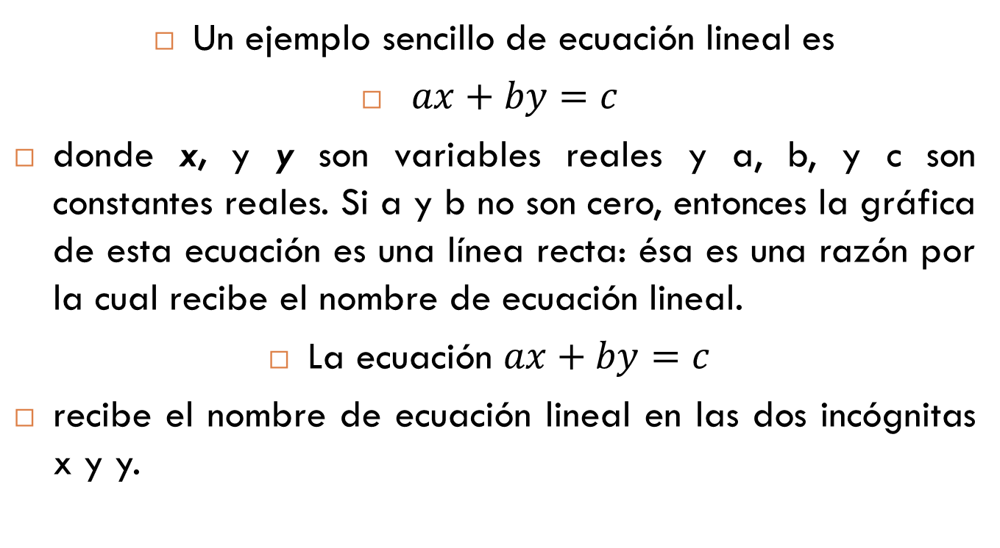 Un ejemplo sencillo de ecuación lineal es
ax + by = c
donde x, y y son variables reales y a, b, y c son
constantes reales. Si a y b no son cero, entonces la gráfica
de esta ecuación es una línea recta: ésa es una razón por
la cual recibe el nombre de ecuación lineal.
La ecuación ax + by = c
recibe el nombre de ecuación lineal en las dos incógnitas
x y y.